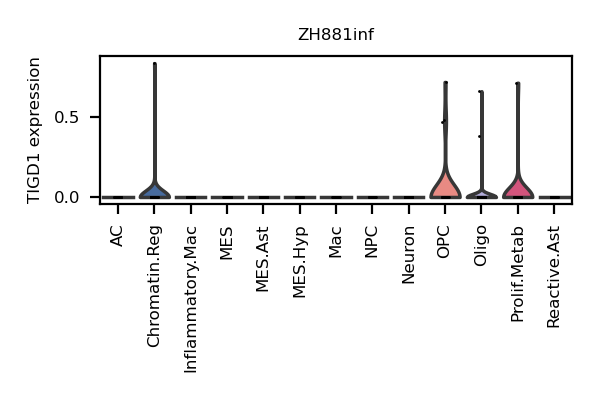 ZH881inf
TIGD1 expression
0.5
0.0
AC
Chromatin.Reg
Inflammatory.Mac
MES
MES.Ast
MES.Hyp
Mac
NPC
Neuron
OPC
Oligo
Prolif.Metab
Reactive.Ast